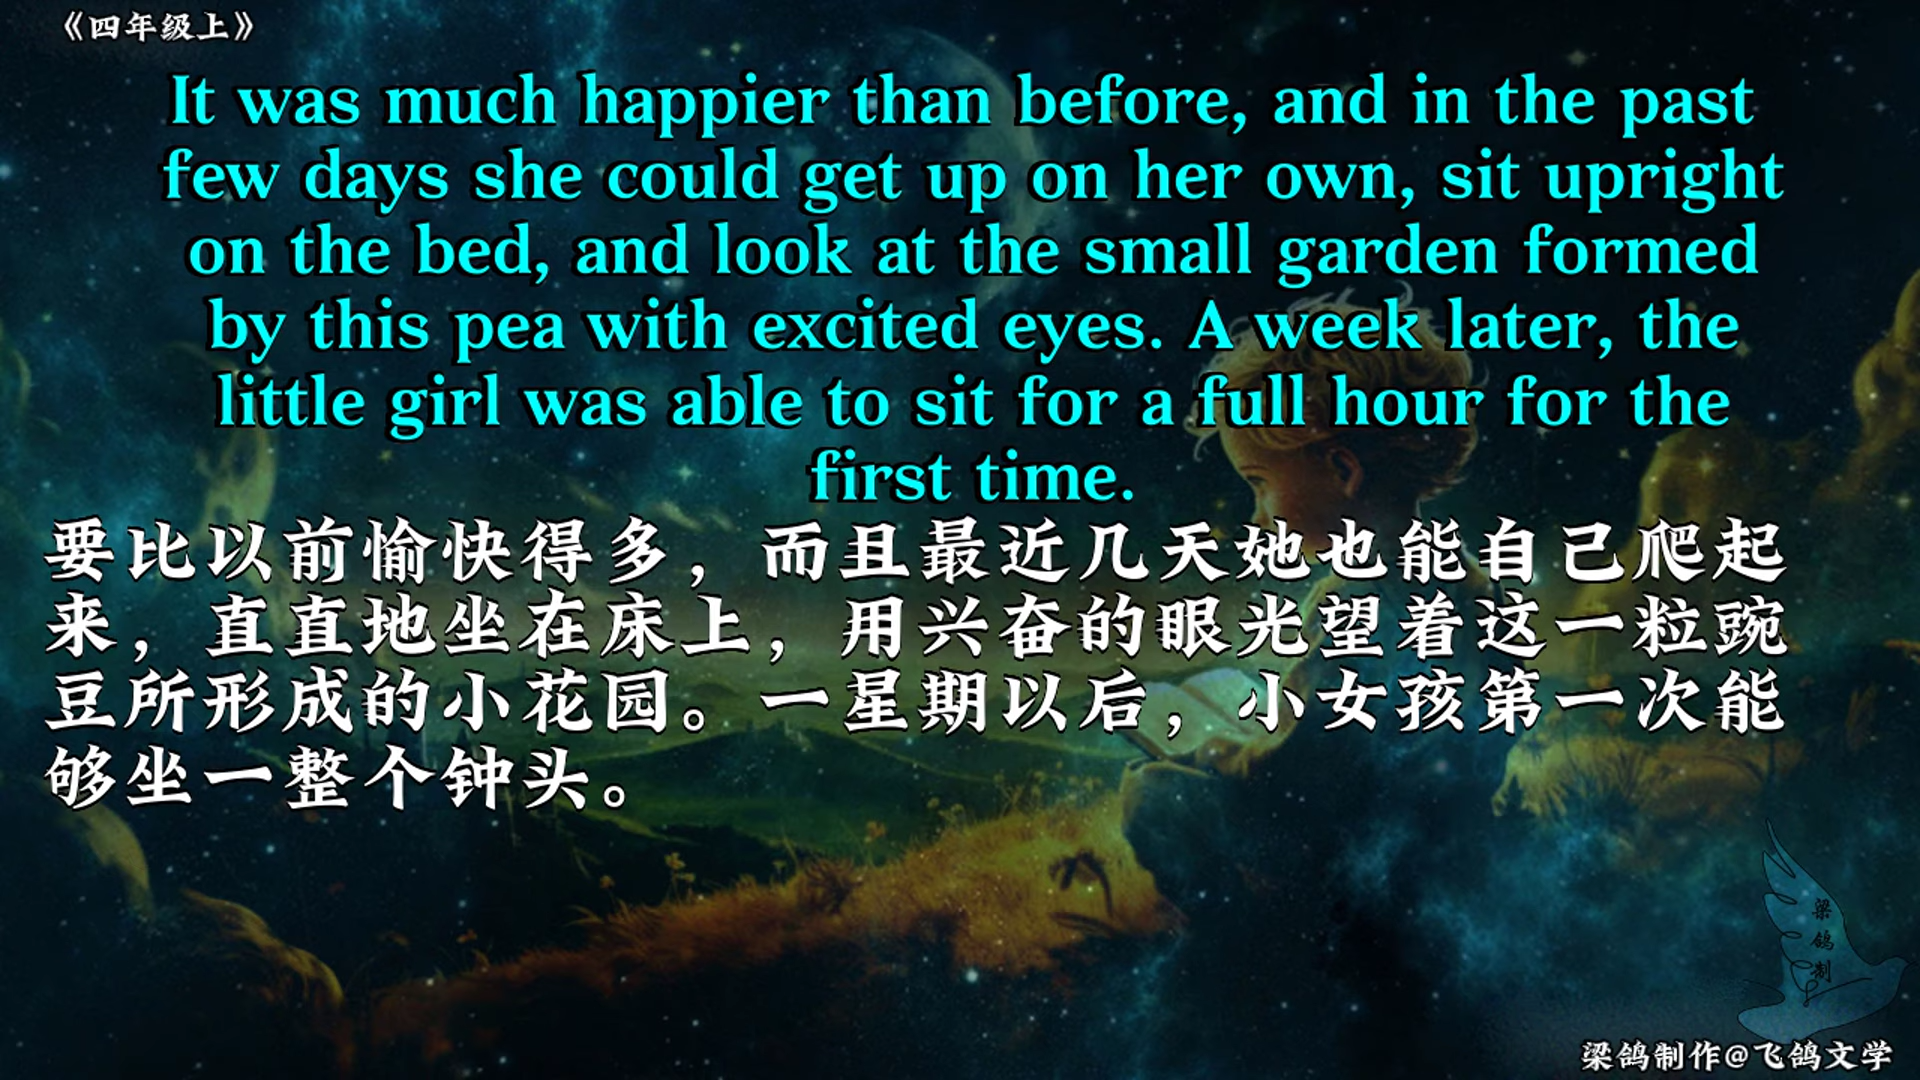 《四年级上》
It was much happier than before, and in the past
few days she could get up on her own, sit upright
on the bed, and look at the small garden formed
by this pea with excited eyes. A week later, the
little girl was able to sit for a full hour for the
first time.
要比以前愉快得多，而且最近几天她也能自己爬起
来，直直地坐在床上，用兴奋的眼光望着这一粒豌
豆所形成的小花园。一星期以后，小女孩第一次能
够坐一整个钟头。
梁
鸽
制
梁鸽制作@飞鸽文学